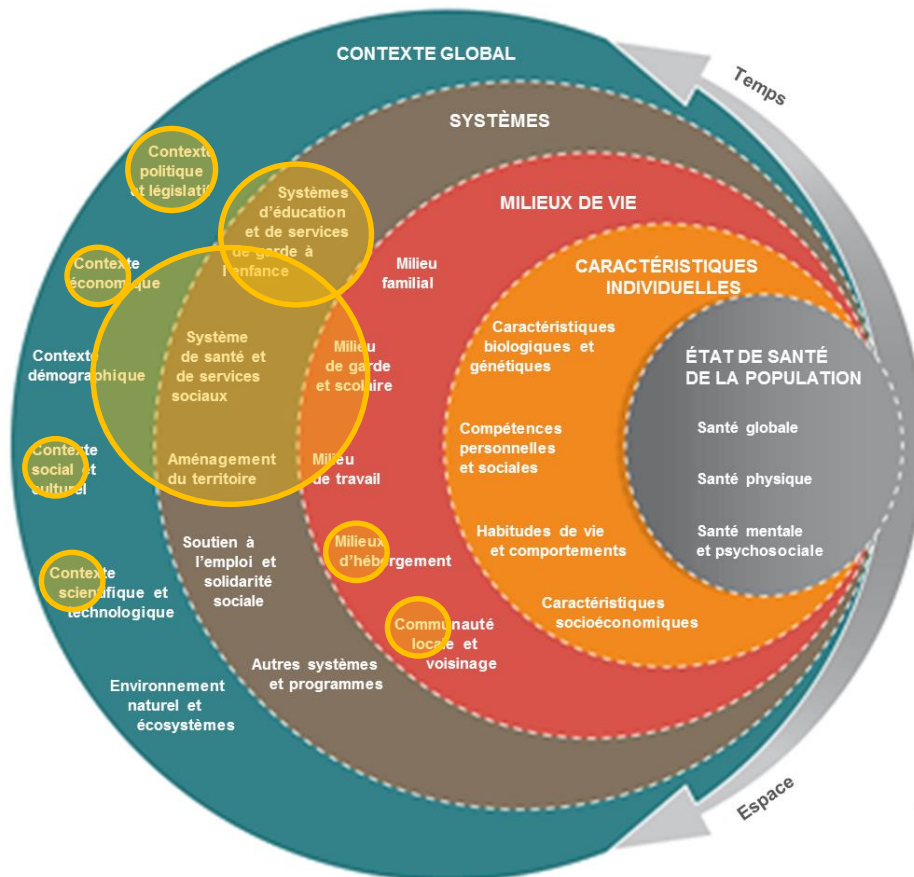 CONTEXTE GLOBAL
Temps
SYSTÈMES
MILIEUX DE VIE
CARACTÉRISTIQUES
INDIVIDUELLES
ÉTAT DE SANTÉ
DE LA POPULATION
Contexte
politique
et législatif
Contexte
économique
Contexte
démographique
Contexte
social et
culturel
Contexte
scientifique et
technologique
Environnement
naturel et
écosystèmes
Systèmes
d'éducation
et de services
de garde à
l'enfance
Système
de santé et
de services
sociaux
Aménagement
du territoire
Soutien à
l'emploi et
solidarité
sociale
Autres systèmes
et programmes
Milieu
familial
Milieu
de garde
et scolaire
Milieu
de travail
Milieux
d'hébergement
Communauté
locale et
voisinage
Caractéristiques
biologiques et
génétiques
Compétences
personnelles
et sociales
Habitudes de vie
et comportements
Caractéristiques
socioéconomiques
Santé globale
Santé physique
Santé mentale
et psychosociale
Espace